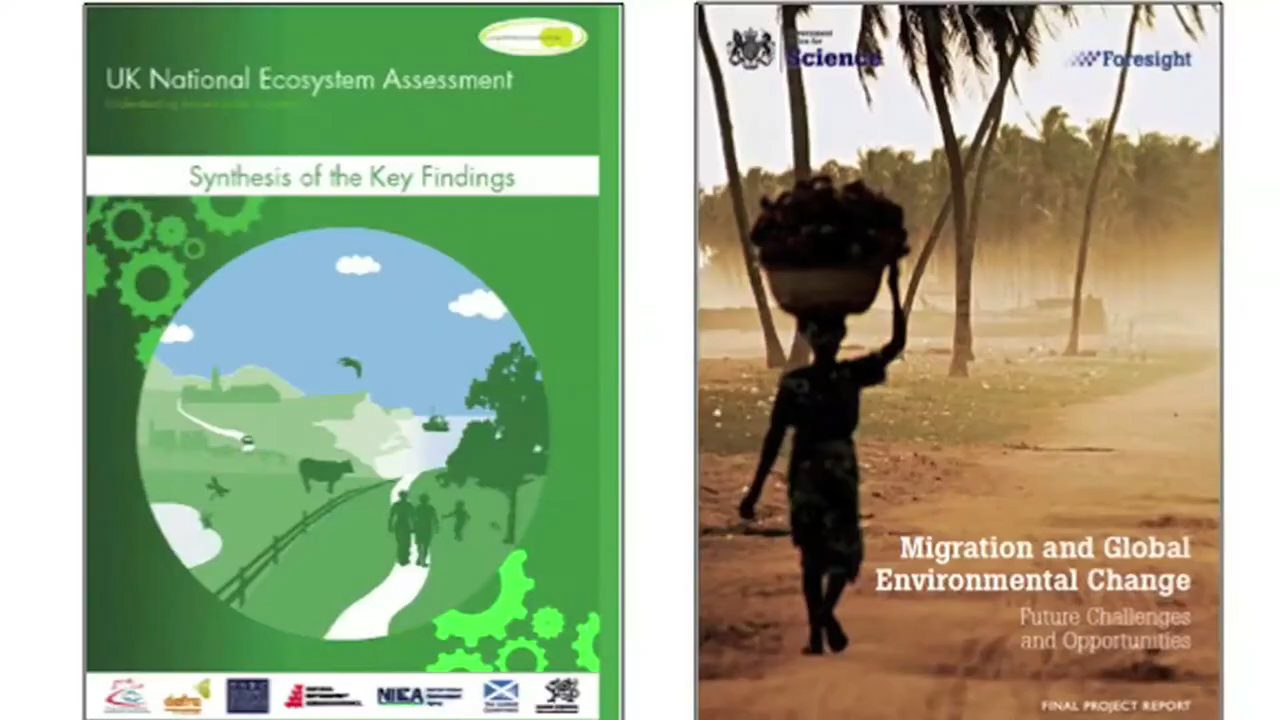 UK National Ecosystem Assessment
Synthesis of the Key Findings
NIEA
Science
Foresight
Migration and Global
Environmental Change
Future Challenges
and Opportunities
FINAL PROJECT REPORT